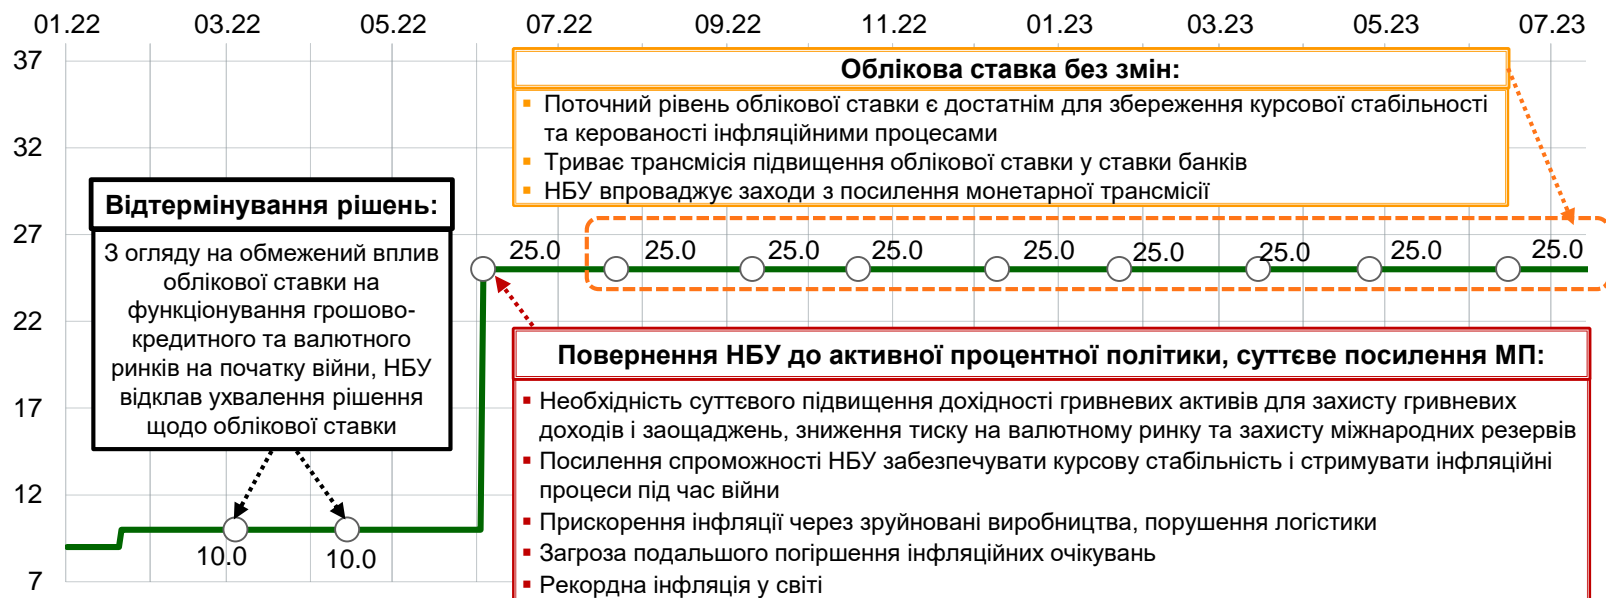 01.22 03.22 05.22 07.22 09.22 11.22 01.23 03.23 05.23 07.23
37
32
27
22
17
12
7
Облікова ставка без змін:
▪ Поточний рівень облікової ставки є достатнім для збереження курсової стабільності
та керованості інфляційними процесами
▪ Триває трансмісія підвищення облікової ставки у ставки банків
▪ НБУ впроваджує заходи з посилення монетарної трансмісії
Відтермінування рішень:
З огляду на обмежений вплив
облікової ставки на
функціонування грошово-
кредитного та валютного
ринків на початку війни, НБУ
відклав ухвалення рішення
щодо облікової ставки
25.0 25.0 25.0 25.0 25.0 25.0 25.0 25.0 25.0
Повернення НБУ до активної процентної політики, суттєве посилення МП:
▪ Необхідність суттєвого підвищення дохідності гривневих активів для захисту гривневих
доходів і заощаджень, зниження тиску на валютному ринку та захисту міжнародних резервів
▪ Посилення спроможності НБУ забезпечувати курсову стабільність і стримувати інфляційні
процеси під час війни
▪ Прискорення інфляції через зруйновані виробництва, порушення логістики
▪ Загроза подальшого погіршення інфляційних очікувань
▪ Рекордна інфляція у світі
10.0 10.0